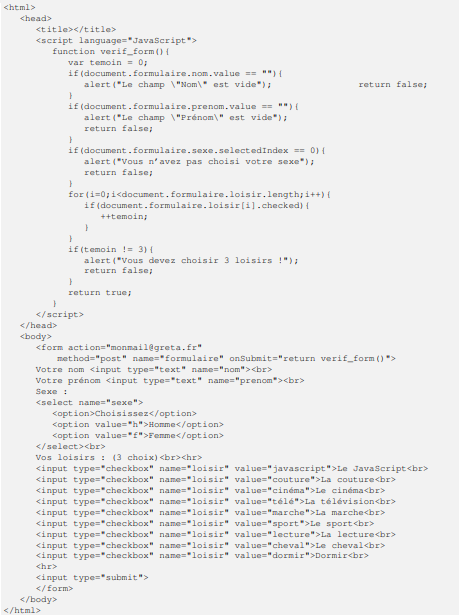 <html>
<head>
<title></title>
<script language="JavaScript">
function verif_form(){
var temoin = 0;
if(document.formulaire.nom.value == ""){
alert("Le champ \"Nom\" est vide"); return false;
}
if(document.formulaire.prenom.value == ""){
alert("Le champ \"Prénom\" est vide");
return false;
}
if(document.formulaire.sexe.selectedIndex == 0){
alert("Vous n’avez pas choisi votre sexe");
return false;
}
for(i=0;i<document.formulaire.loisir.length;i++){
if(document.formulaire.loisir[i].checked){
++temoin;
}
}
if(temoin != 3){
alert("Vous devez choisir 3 loisirs !");
return false;
}
return true;
}
</script>
</head>
<body>
<form action="monmail@greta.fr"
method="post" name="formulaire" onSubmit="return verif_form()">
Votre nom <input type="text" name="nom"><br>
Votre prénom <input type="text" name="prenom"><br>
Sexe :
<select name="sexe">
<option>Choisissez</option>
<option value="h">Homme</option>
<option value="f">Femme</option>
</select><br>
Vos loisirs : (3 choix)<br><hr>
<input type="checkbox" name="loisir" value="javascript">Le JavaScript<br>
<input type="checkbox" name="loisir" value="couture">La couture<br>
<input type="checkbox" name="loisir" value="cinéma">Le cinéma<br>
<input type="checkbox" name="loisir" value="télé">La télévision<br>
<input type="checkbox" name="loisir" value="marche">La marche<br>
<input type="checkbox" name="loisir" value="sport">Le sport<br>
<input type="checkbox" name="loisir" value="lecture">La lecture<br>
<input type="checkbox" name="loisir" value="cheval">Le cheval<br>
<input type="checkbox" name="loisir" value="dormir">Dormir<br>
<hr>
<input type="submit">
</form>
</body>
</html>